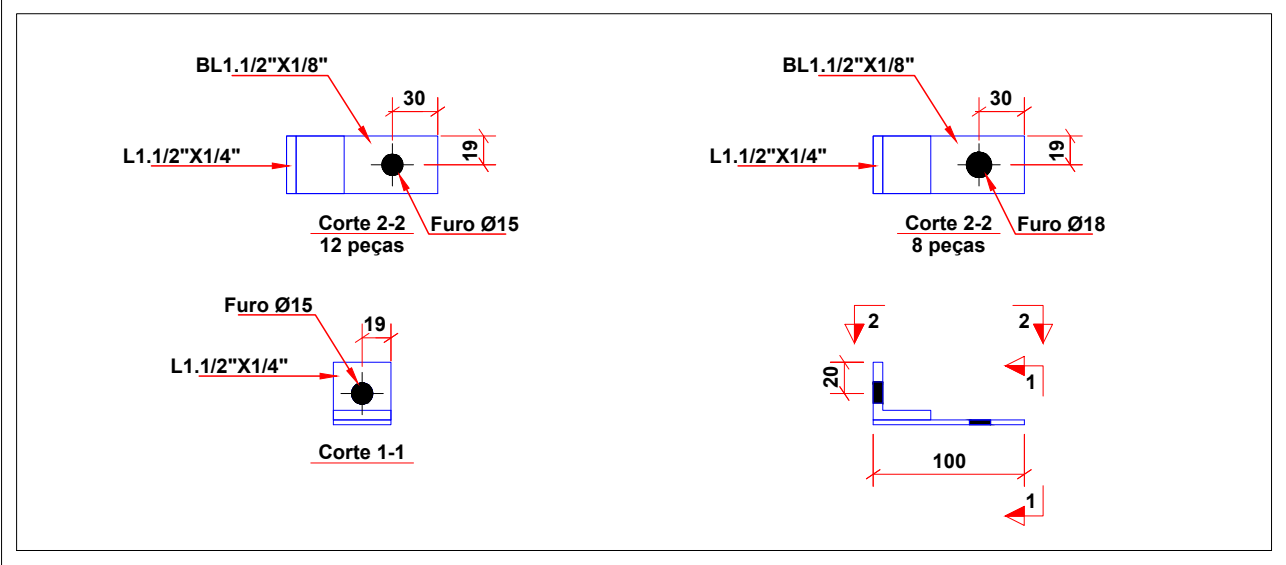 BL1.1/2"X1/8"
30
19
L1.1/2"X1/4"
Corte 2-2
12 peças
Furo Ø15
BL1.1/2"X1/8"
30
19
L1.1/2"X1/4"
Corte 2-2
8 peças
Furo Ø18
Furo Ø15
19
L1.1/2"X1/4"
Corte 1-1
2
2
20
1
100
1